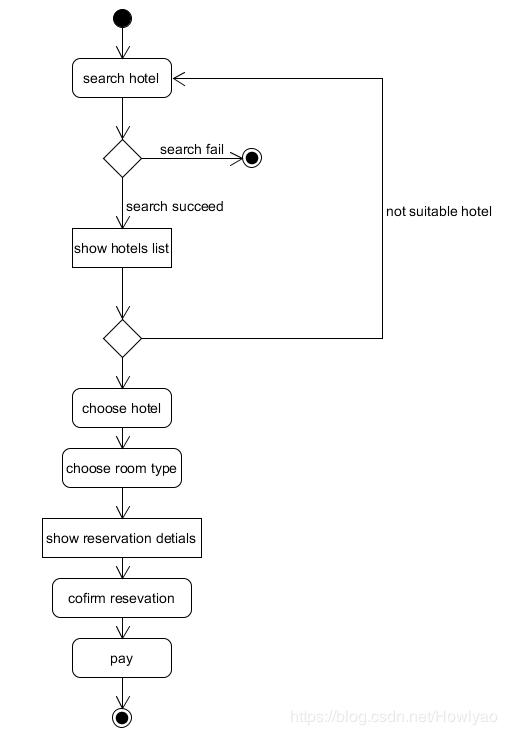 search hotel
search fail
search succeed
not suitable hotel
show hotels list
choose hotel
choose room type
show reservation detials
cofirm resevation
pay
https://blog.csdn.net/Howlyao